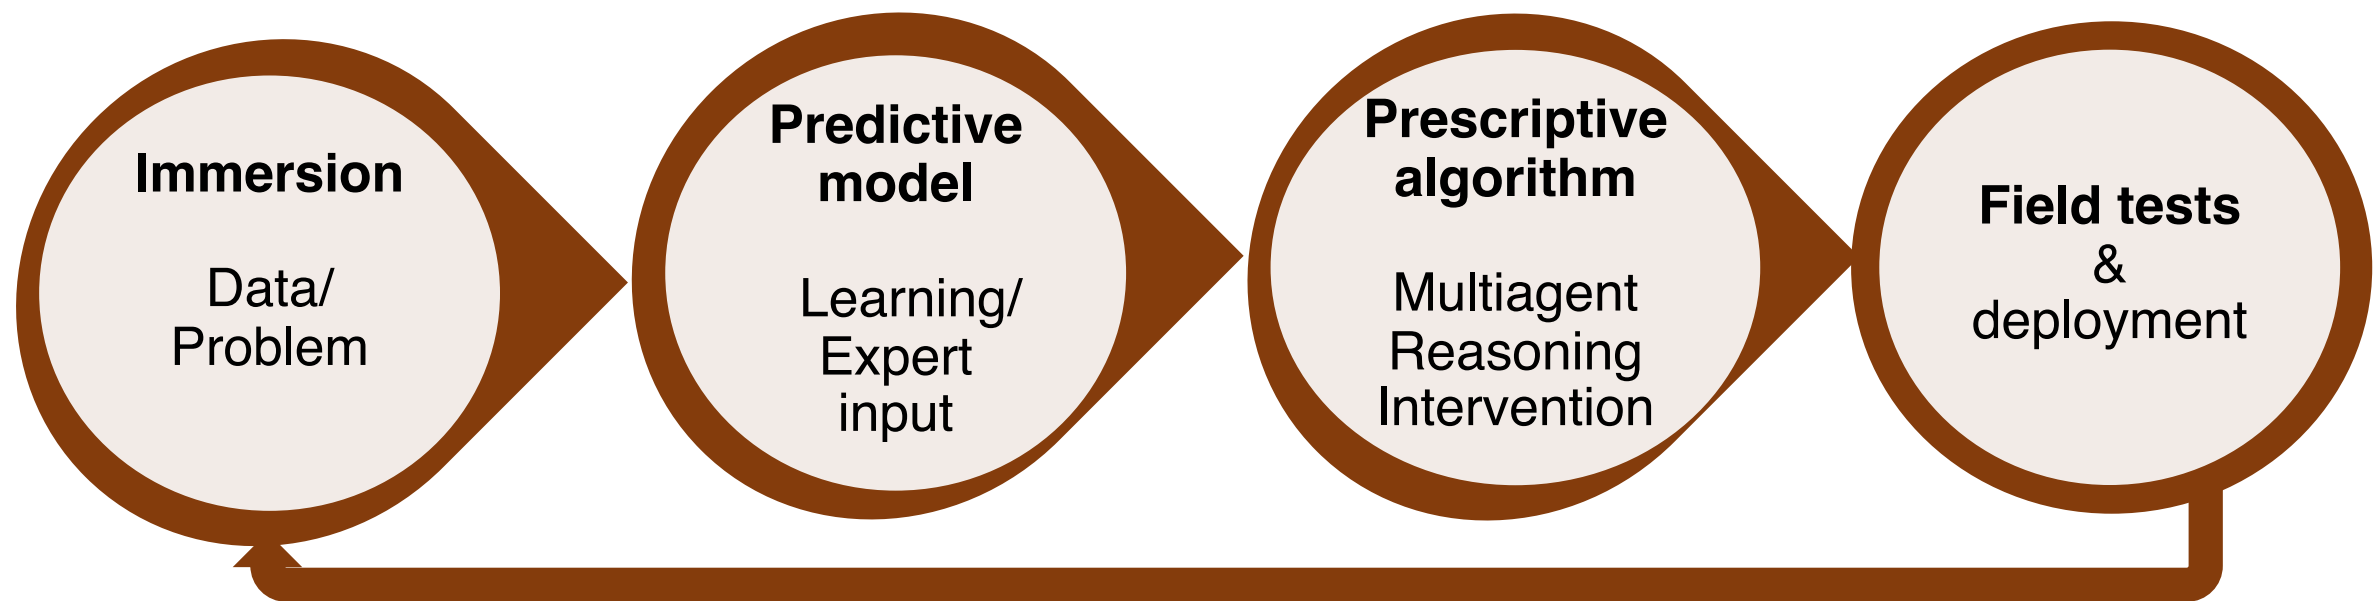 Immersion
Data/
Problem
Predictive
model
Learning/
Expert
input
Prescriptive
algorithm
Multiagent
Reasoning
Intervention
Field tests
&
deployment